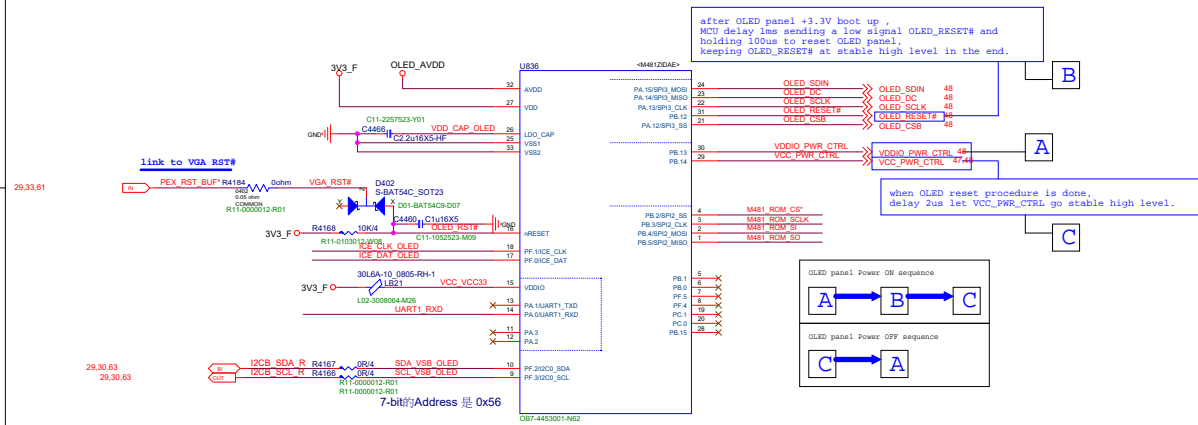 after OLED panel +3.3V boot up ,
MCU delay 1ms sending a low signal OLED_RESET# and
holding 100us to reset OLED panel,
keeping OLED_RESET# at stable high level in the end.
B
3V3_F
OLED_AVDD
U836
<M481ZIDAE>
32
AVDD
27
VDD
C11-2257523-Y01
GND
C4466
VDD_CAP_OLED
26
LDO_CAP
C2.2u16X5-HF
25
VSS1
33
VSS2
PA.15/SPI3_MOSI
24
OLED_SDIN
OLED_SDIN
48
PA.14/SPI3_MISO
23
OLED_DC
OLED_DC
48
PA.13/SPI3_CLK
22
OLED_SCLK
OLED_SCLK
48
PB.12
31
OLED_RESET#
OLED_RESET#
48
PA.12/SPI3_SS
21
OLED_CSB
OLED_CSB
48
PB.13
30
VDDIO_PWR_CTRL
VDDIO_PWR_CTRL
48
A
PB.14
29
VCC_PWR_CTRL
VCC_PWR_CTRL
47,48
when OLED reset procedure is done,
delay 2us let VCC_PWR_CTRL go stable high level.
C
link to VGA RST#
29,33,61
IN
PEX_RST_BUF*
R4184
0ohm
VGA_RST#
0402
0.05 ohm
COMMON
R11-0000012-R01
D402
S-BAT54C_SOT23
D01-BAT54C9-D07
C4460
C1u16X5
GND
OLED_RST#
C11-1052523-M09
3V3_F
R4168
10K/4
R11-0103012-W08
16
nRESET
ICE_CLK_OLED
18
PF.1/ICE_CLK
ICE_DAT_OLED
17
PF.0/ICE_DAT
PB.2/SPI2_SS
4
M481_ROM_CS*
PB.3/SPI2_CLK
3
M481_ROM_SCLK
PB.4/SPI2_MOSI
2
M481_ROM_SI
PB.5/SPI2_MISO
1
M481_ROM_SO
30L6A-10_0805-RH-1
3V3_F
LB21
VCC_VCC33
15
VDDIO
L02-3008064-M26
13
PA.1/UART1_TXD
UART1_RXD
14
PA.0/UART1_RXD
11
PA.3
12
PA.2
PB.1
5
PB.0
6
PF.5
7
PF.4
8
PC.1
19
PC.0
20
PB.15
28
OLED panel Power ON sequence
A
B
C
OLED panel Power OFF sequence
C
A
29,30,63
BI
I2CB_SDA_R
R4167
0R/4
SDA_VSB_OLED
10
PF.2/I2C0_SDA
29,30,63
OUT
I2CB_SCL_R
R4166
0R/4
SCL_VSB_OLED
9
PF.3/I2C0_SCL
R11-0000012-R01
R11-0000012-R01
7-bit的Address 是 0x56
OB7-4453001-N62